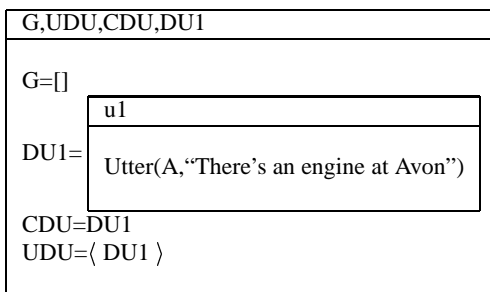 G,UDU,CDU,DU1
G=[]
u1
DU1=
Utter(A,“There's an engine at Avon”)
CDU=DU1
UDU=⟨ DU1 ⟩